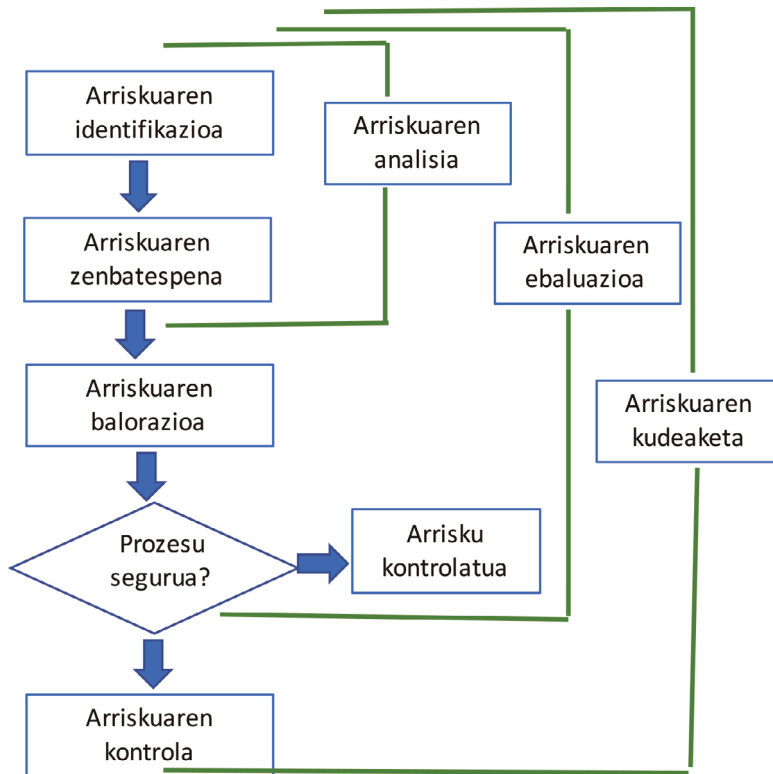 Arriskuaren
identifikazioa
Arriskuaren
analisia
Arriskuaren
zenbatespena
Arriskuaren
ebaluazioa
Arriskuaren
balorazioa
Arriskuaren
kudeaketa
Prozesu
segurua?
Arrisku
kontrolatua
Arriskuaren
kontrola